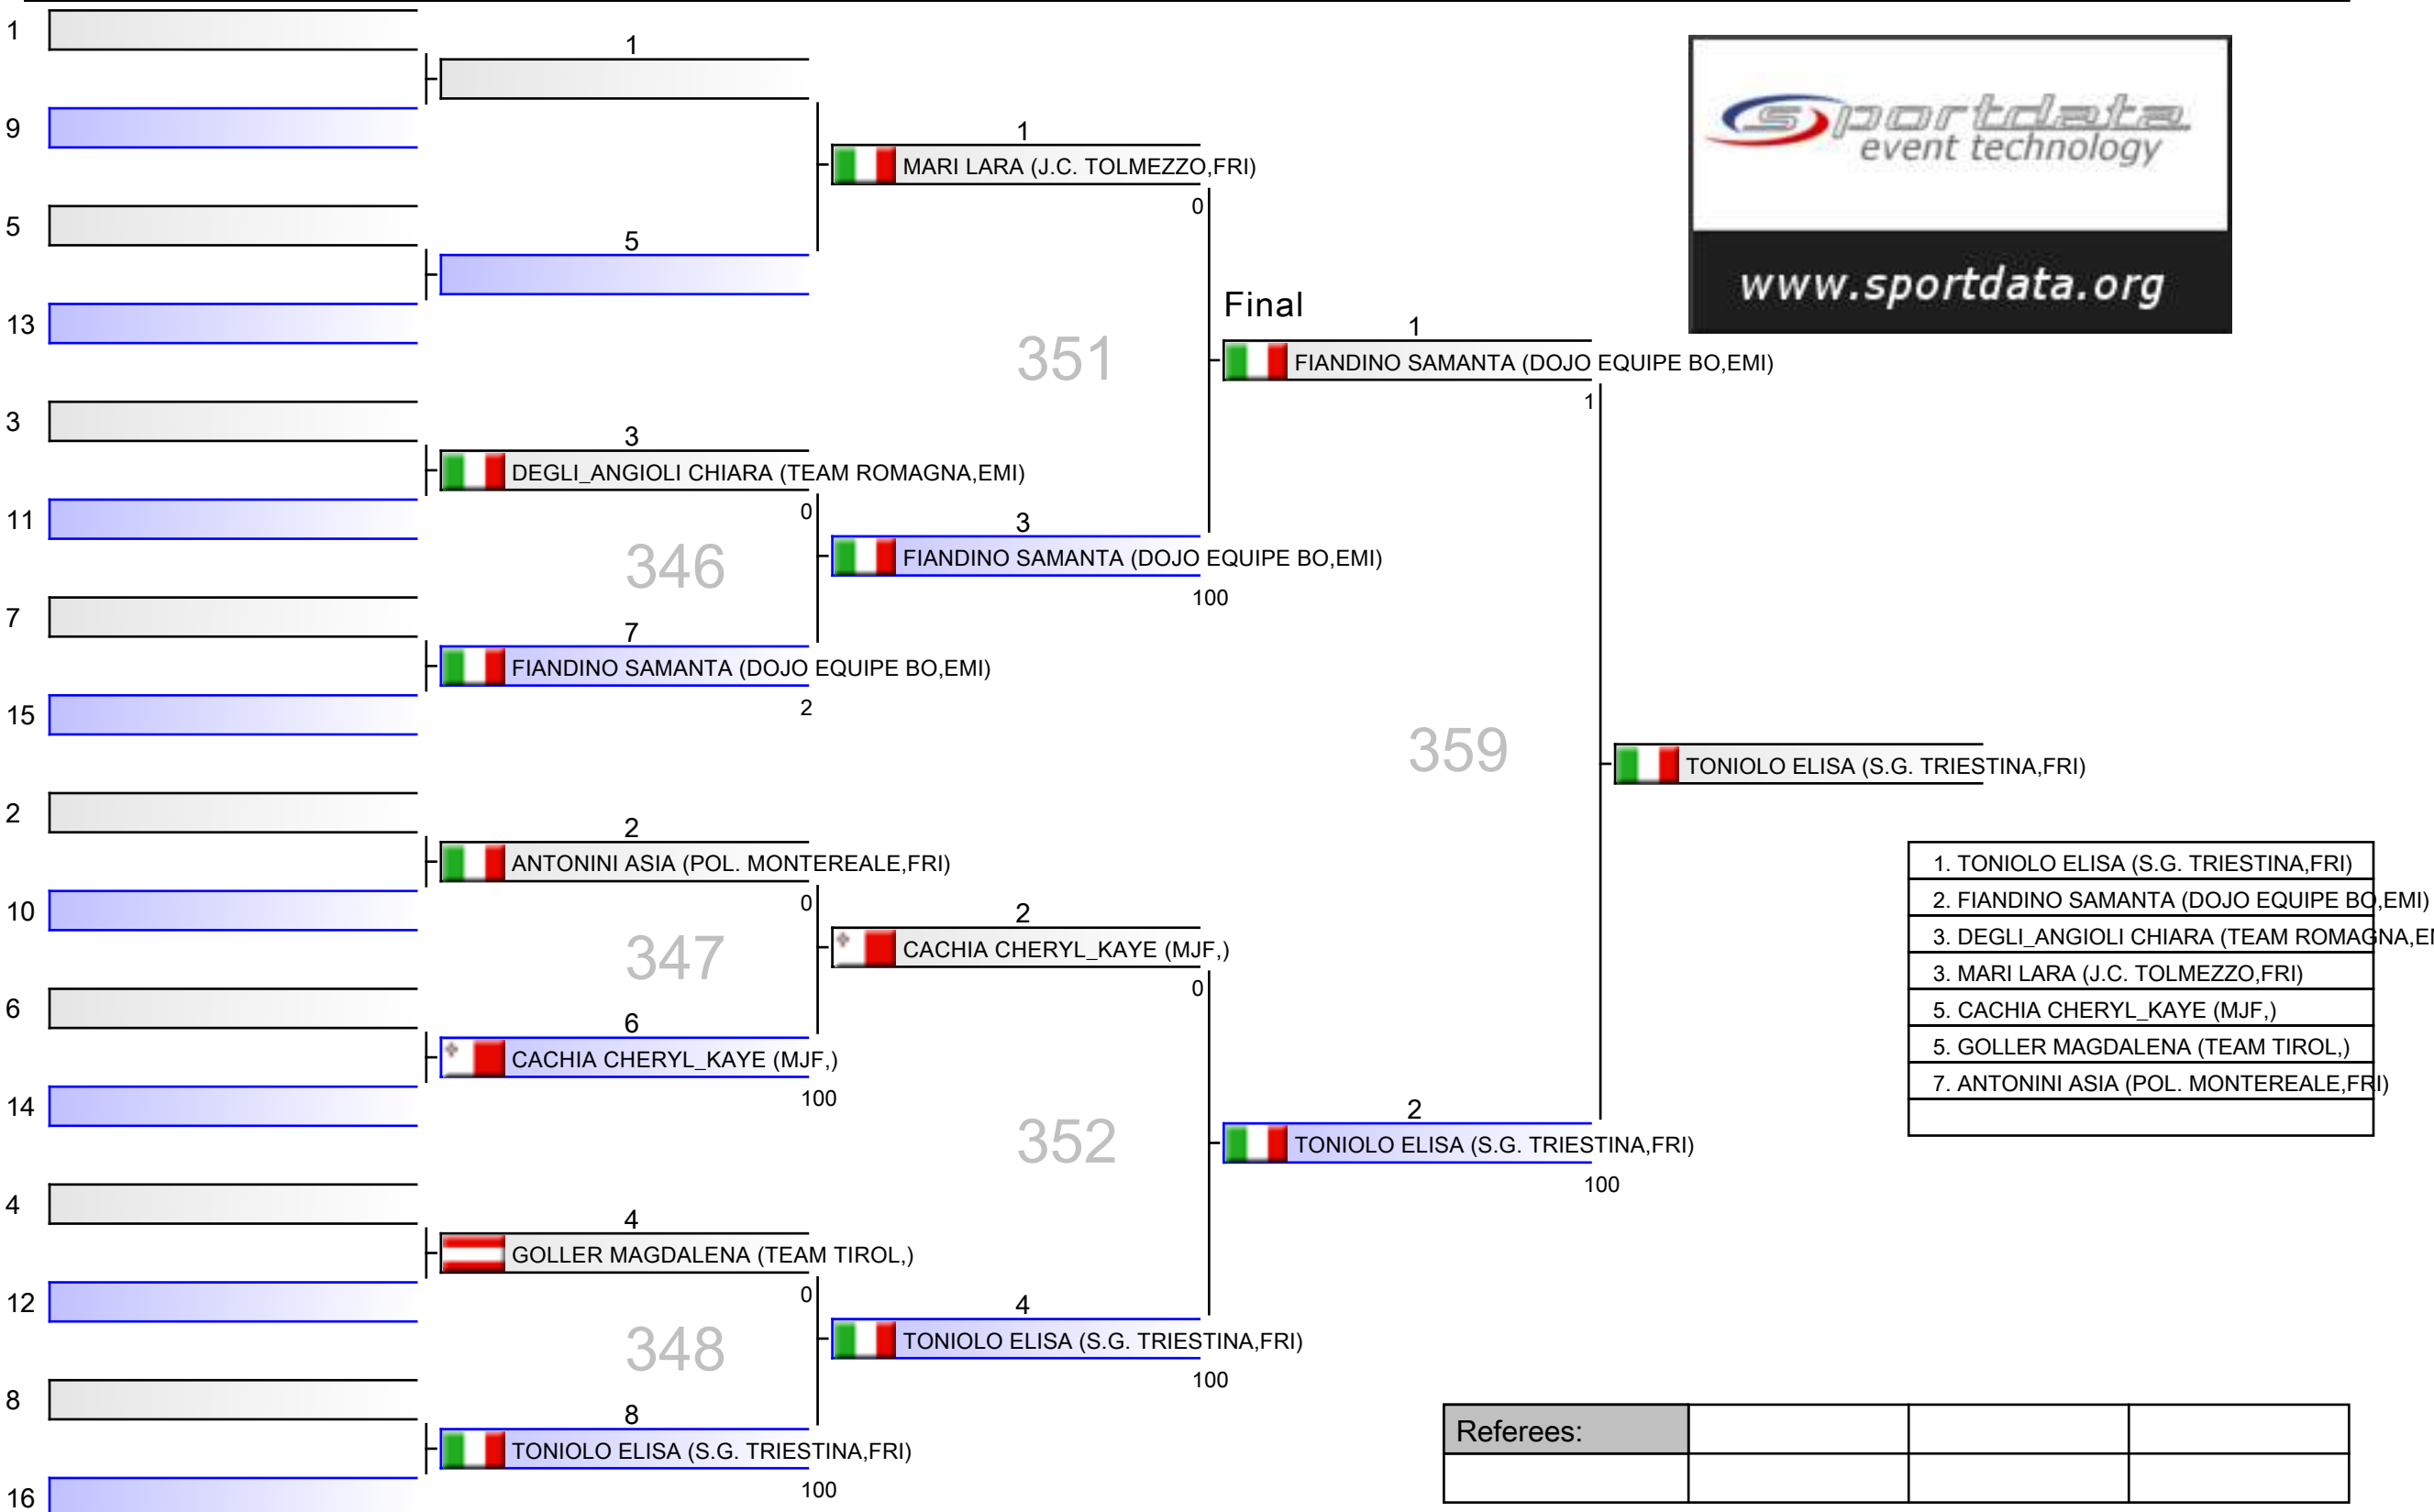 1
1
9
1
MARI LARA (J.C. TOLMEZZO,FRI)
0
5
5
13
sportdata
event technology
www.sportdata.org
351
Final
1
FIANDINO SAMANTA (DOJO EQUIPE BO,EMI)
1
3
3
DEGLI_ANGIOLI CHIARA (TEAM ROMAGNA,EMI)
0
11
346
3
FIANDINO SAMANTA (DOJO EQUIPE BO,EMI)
100
7
7
FIANDINO SAMANTA (DOJO EQUIPE BO,EMI)
2
15
359
TONIOLO ELISA (S.G. TRIESTINA,FRI)
2
2
ANTONINI ASIA (POL. MONTEREALE,FRI)
0
10
347
2
CACHIA CHERYL_KAYE (MJF,)
0
6
6
CACHIA CHERYL_KAYE (MJF,)
100
14
352
2
TONIOLO ELISA (S.G. TRIESTINA,FRI)
100
1. TONIOLO ELISA (S.G. TRIESTINA,FRI)
2. FIANDINO SAMANTA (DOJO EQUIPE BO,EMI)
3. DEGLI_ANGIOLI CHIARA (TEAM ROMAGNA,E
3. MARI LARA (J.C. TOLMEZZO,FRI)
5. CACHIA CHERYL_KAYE (MJF,)
5. GOLLER MAGDALENA (TEAM TIROL,)
7. ANTONINI ASIA (POL. MONTEREALE,FRI)
4
4
GOLLER MAGDALENA (TEAM TIROL,)
0
12
348
4
TONIOLO ELISA (S.G. TRIESTINA,FRI)
100
8
8
TONIOLO ELISA (S.G. TRIESTINA,FRI)
100
16
Referees: